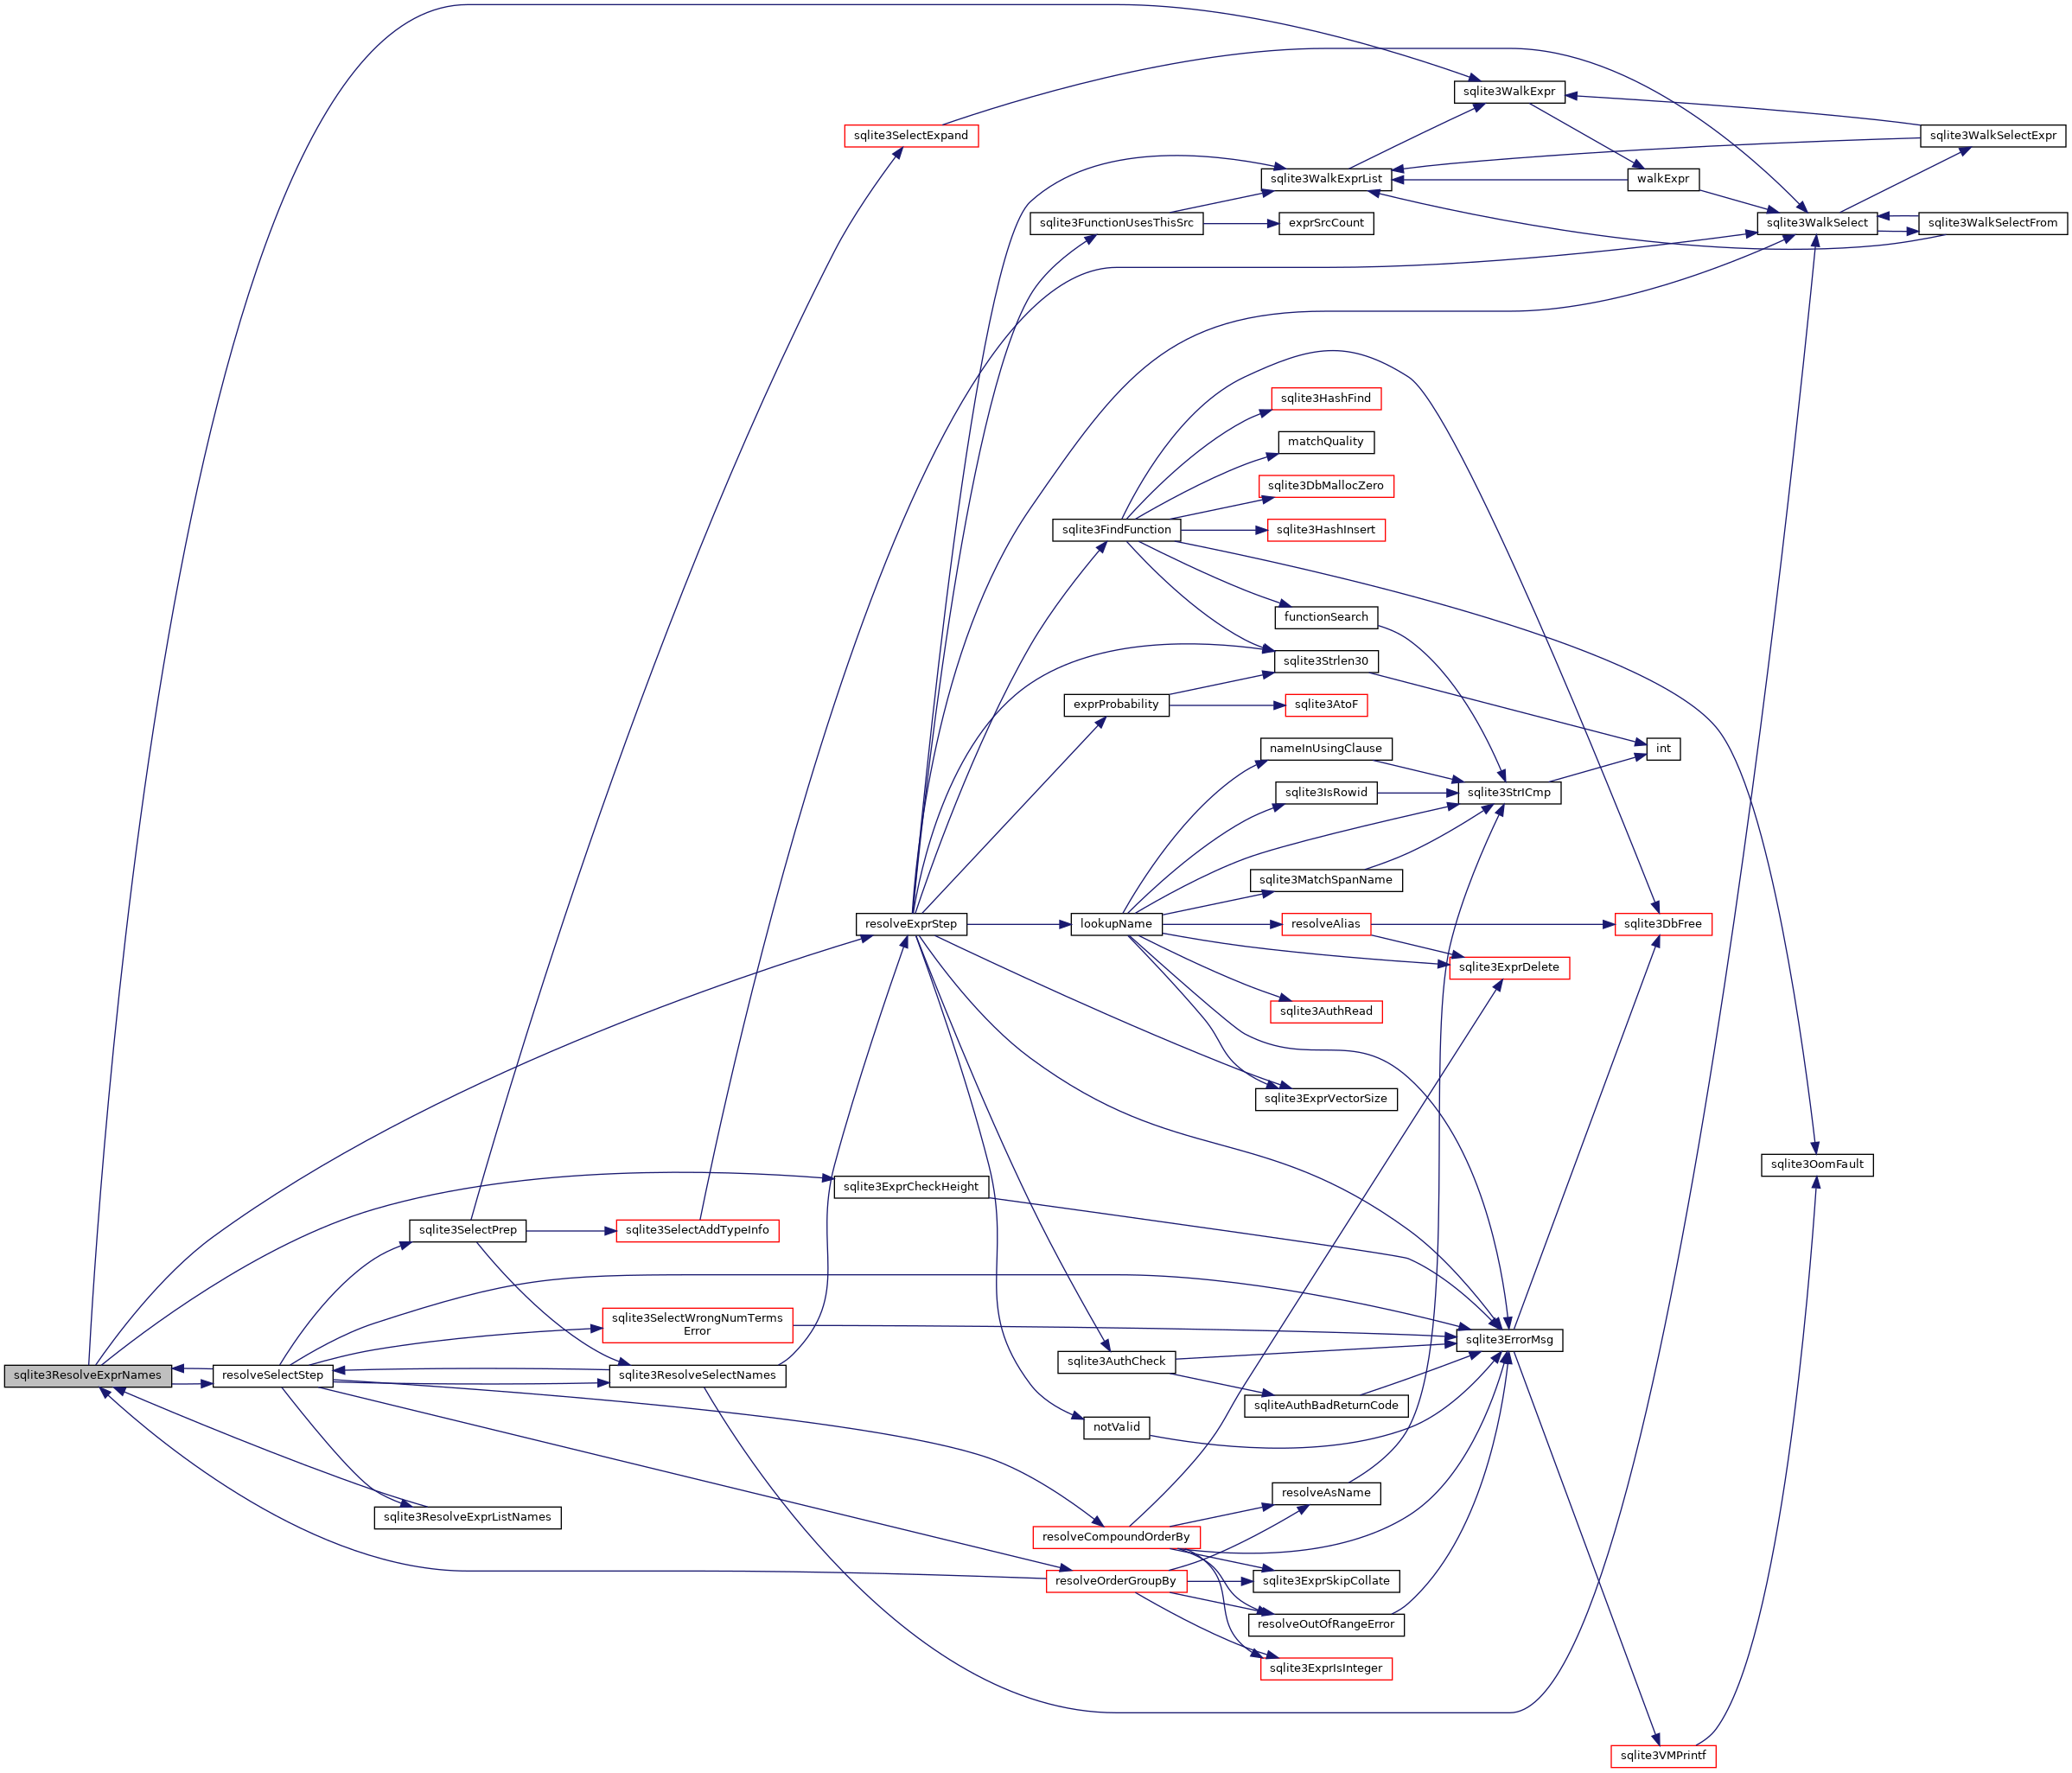 sqlite3WalkExpr
sqlite3SelectExpand
sqlite3WalkSelectExpr
sqlite3WalkExprList
walkExpr
sqlite3FunctionUsesThisSrc
exprSrcCount
sqlite3WalkSelect
sqlite3WalkSelectFrom
sqlite3HashFind
matchQuality
sqlite3DbMallocZero
sqlite3FindFunction
sqlite3HashInsert
functionSearch
sqlite3Strlen30
exprProbability
sqlite3AtoF
nameInUsingClause
int
sqlite3IsRowid
sqlite3StrICmp
sqlite3MatchSpanName
resolveExprStep
lookupName
resolveAlias
sqlite3DbFree
sqlite3ExprDelete
sqlite3AuthRead
sqlite3ExprVectorSize
sqlite3OomFault
sqlite3ExprCheckHeight
sqlite3SelectPrep
sqlite3SelectAddTypeInfo
sqlite3SelectWrongNumTerms
Error
sqlite3ErrorMsg
sqlite3AuthCheck
sqlite3ResolveExprNames
resolveSelectStep
sqlite3ResolveSelectNames
sqliteAuthBadReturnCode
notValid
resolveAsName
sqlite3ResolveExprListNames
resolveCompoundOrderBy
resolveOrderGroupBy
sqlite3ExprSkipCollate
resolveOutOfRangeError
sqlite3ExprIsInteger
sqlite3VMPrintf